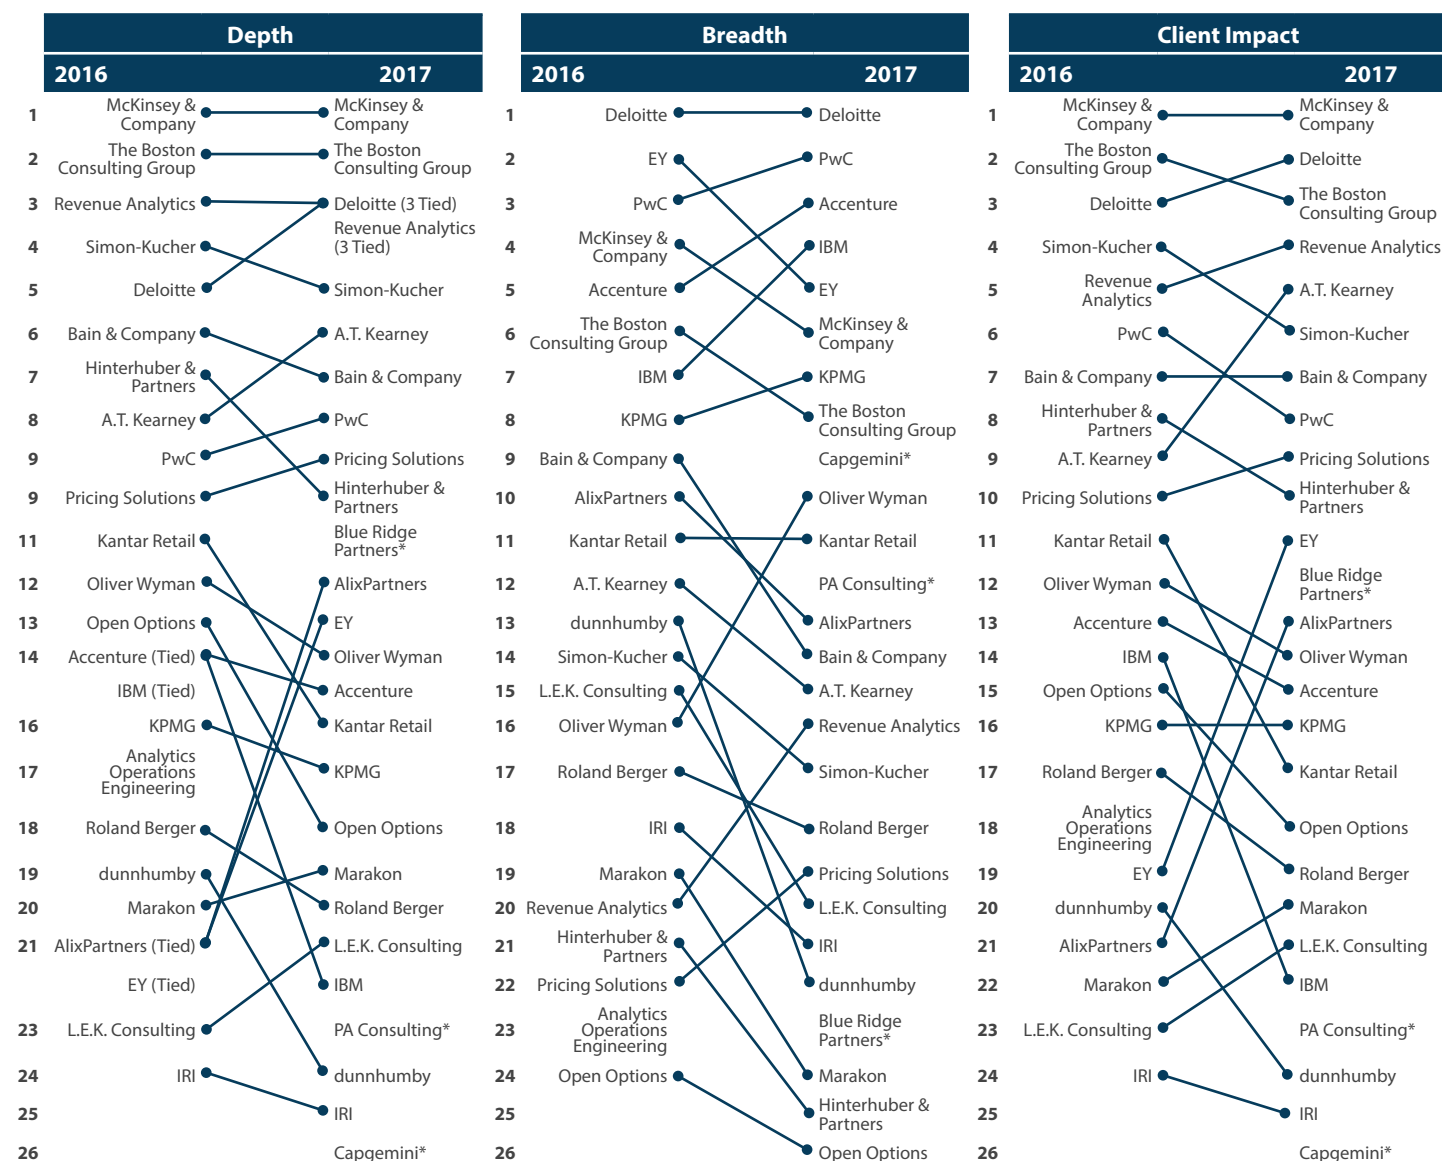 Depth
2016 2017
1 McKinsey &
Company
McKinsey &
Company
2 The Boston
Consulting Group
The Boston
Consulting Group
3 Revenue Analytics
Deloitte (3 Tied)
Revenue Analytics
(3 Tied)
4 Simon-Kucher
5 Deloitte
Simon-Kucher
6 Bain & Company
A.T. Kearney
7 Hinterhuber &
Partners
Bain & Company
8 A.T. Kearney
PwC
9 PwC
Pricing Solutions
9 Pricing Solutions
Hinterhuber &
Partners
11 Kantar Retail
Blue Ridge
Partners*
12 Oliver Wyman
AlixPartners
13 Open Options
EY
14 Accenture (Tied)
Oliver Wyman
IBM (Tied)
Accenture
16 KPMG
Kantar Retail
17 Analytics
Operations
Engineering
KPMG
18 Roland Berger
Open Options
19 dunnhumby
Marakon
20 Marakon
Roland Berger
21 AlixPartners (Tied)
L.E.K. Consulting
EY (Tied)
IBM
23 L.E.K. Consulting
PA Consulting*
24 IRI
dunnhumby
25
IRI
26
Capgemini*
Breadth
2016 2017
1 Deloitte
Deloitte
2 EY
PwC
3 PwC
Accenture
4 McKinsey &
Company
IBM
5 Accenture
EY
6 The Boston
Consulting Group
McKinsey &
Company
7 IBM
KPMG
8 KPMG
The Boston
Consulting Group
9 Bain & Company
Capgemini*
10 AlixPartners
Oliver Wyman
11 Kantar Retail
Kantar Retail
12 A.T. Kearney
PA Consulting*
13 dunnhumby
AlixPartners
14 Simon-Kucher
Bain & Company
15 L.E.K. Consulting
A.T. Kearney
16 Oliver Wyman
Revenue Analytics
17 Roland Berger
Simon-Kucher
18 IRI
Roland Berger
19 Marakon
Pricing Solutions
20 Revenue Analytics
L.E.K. Consulting
21 Hinterhuber &
Partners
IRI
22 Pricing Solutions
dunnhumby
23 Analytics
Operations
Engineering
Blue Ridge
Partners*
24 Open Options
Marakon
25
Hinterhuber &
Partners
26
Open Options
Client Impact
2016 2017
1 McKinsey &
Company
McKinsey &
Company
2 The Boston
Consulting Group
Deloitte
3 Deloitte
The Boston
Consulting Group
4 Simon-Kucher
Revenue Analytics
5 Revenue
Analytics
A.T. Kearney
6 PwC
Simon-Kucher
7 Bain & Company
Bain & Company
8 Hinterhuber &
Partners
PwC
9 A.T. Kearney
Pricing Solutions
10 Pricing Solutions
Hinterhuber &
Partners
11 Kantar Retail
EY
12 Oliver Wyman
Blue Ridge
Partners*
13 Accenture
AlixPartners
14 IBM
Oliver Wyman
15 Open Options
Accenture
16 KPMG
KPMG
17 Roland Berger
Kantar Retail
18 Analytics
Operations
Engineering
Open Options
19 EY
Roland Berger
20 dunnhumby
Marakon
21 AlixPartners
L.E.K. Consulting
22 Marakon
IBM
23 L.E.K. Consulting
PA Consulting*
24 IRI
dunnhumby
25
IRI
26
Capgemini*